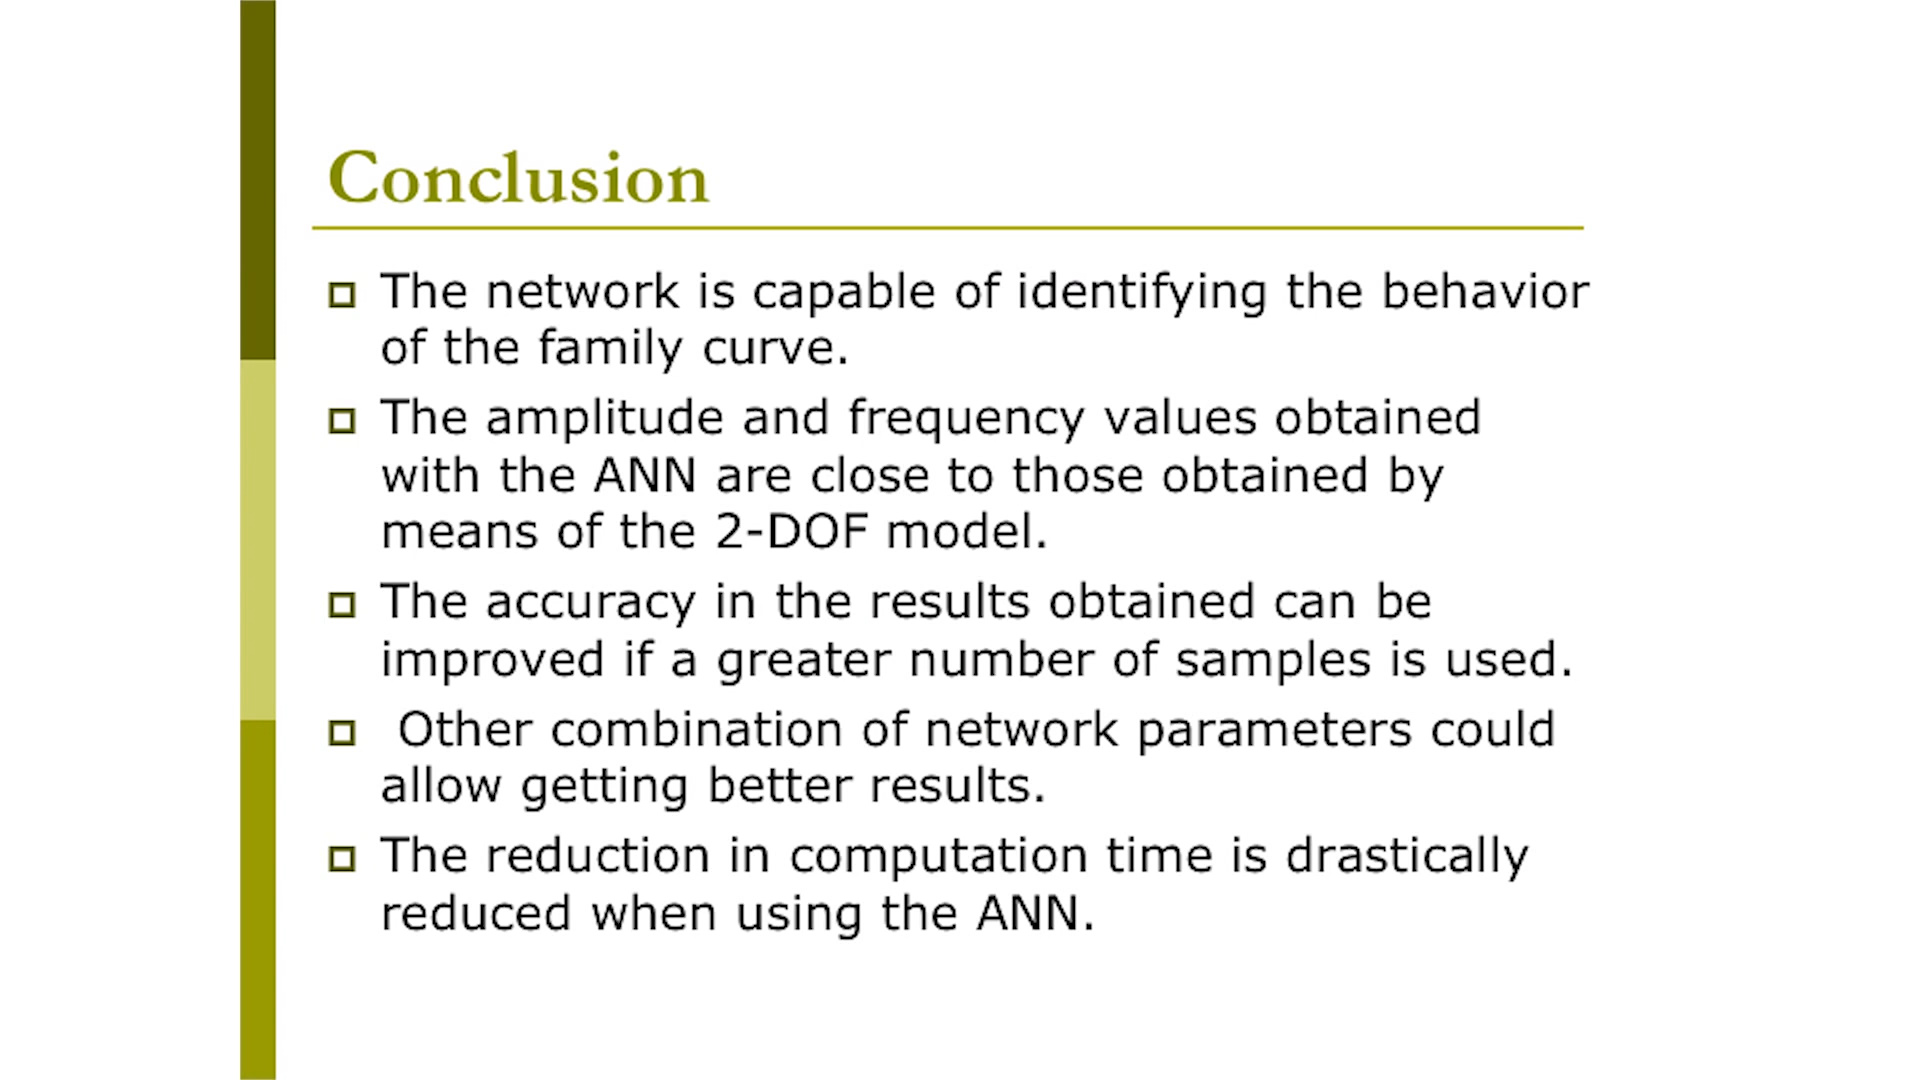 Conclusion
The network is capable of identifying the behavior
of the family curve.
The amplitude and frequency values obtained
with the ANN are close to those obtained by
means of the 2-DOF model.
The accuracy in the results obtained can be
improved if a greater number of samples is used.
Other combination of network parameters could
allow getting better results.
The reduction in computation time is drastically
reduced when using the ANN.